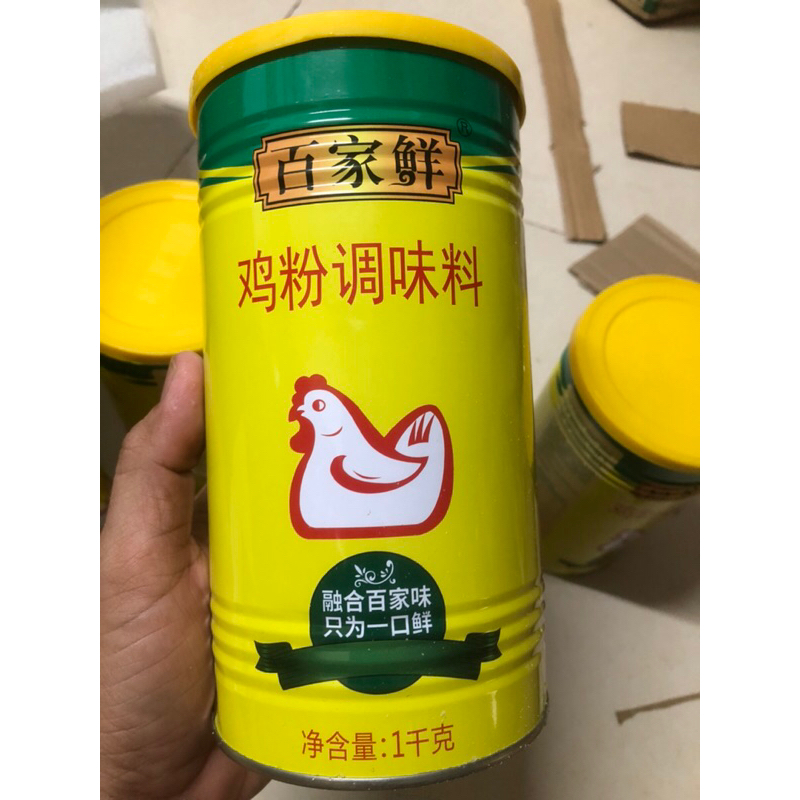 百家鲜®
鸡粉调味料
融合百家味
只为一口鲜
净含量:1千克